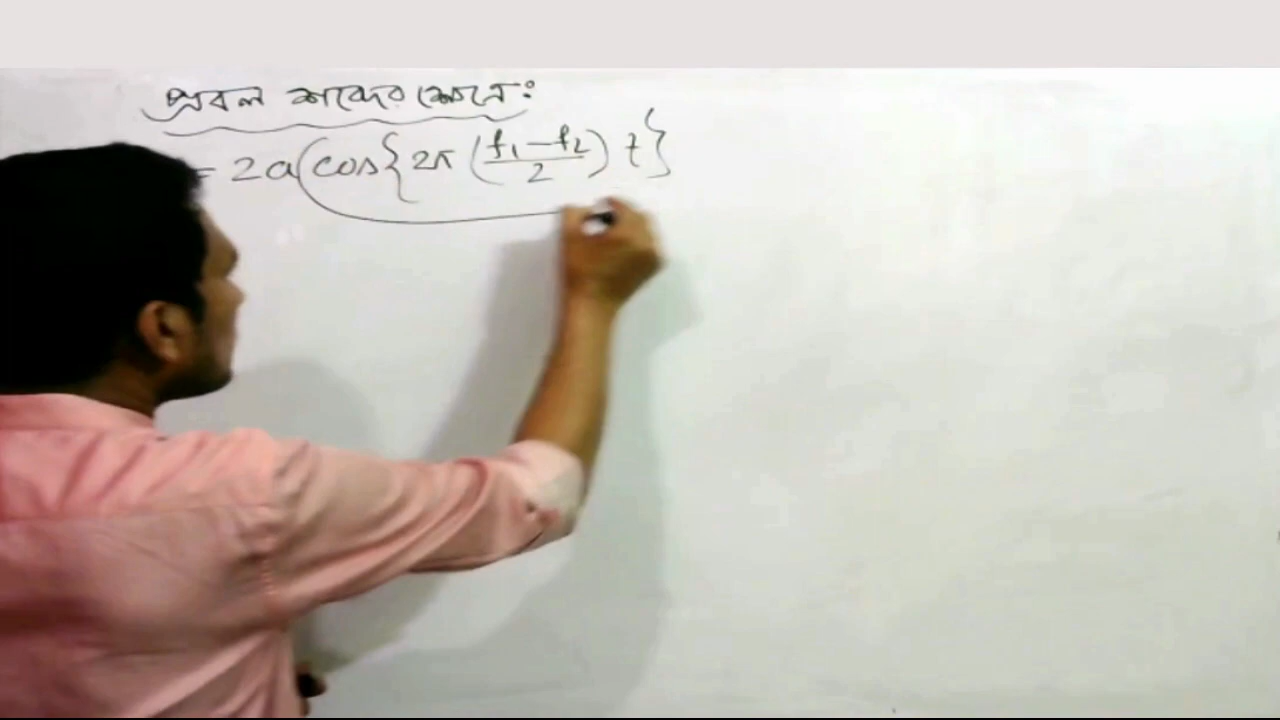 প্রবল শব্দের ক্ষেত্রে:
= 2a cos{2π (f₁-f₂/2) t}